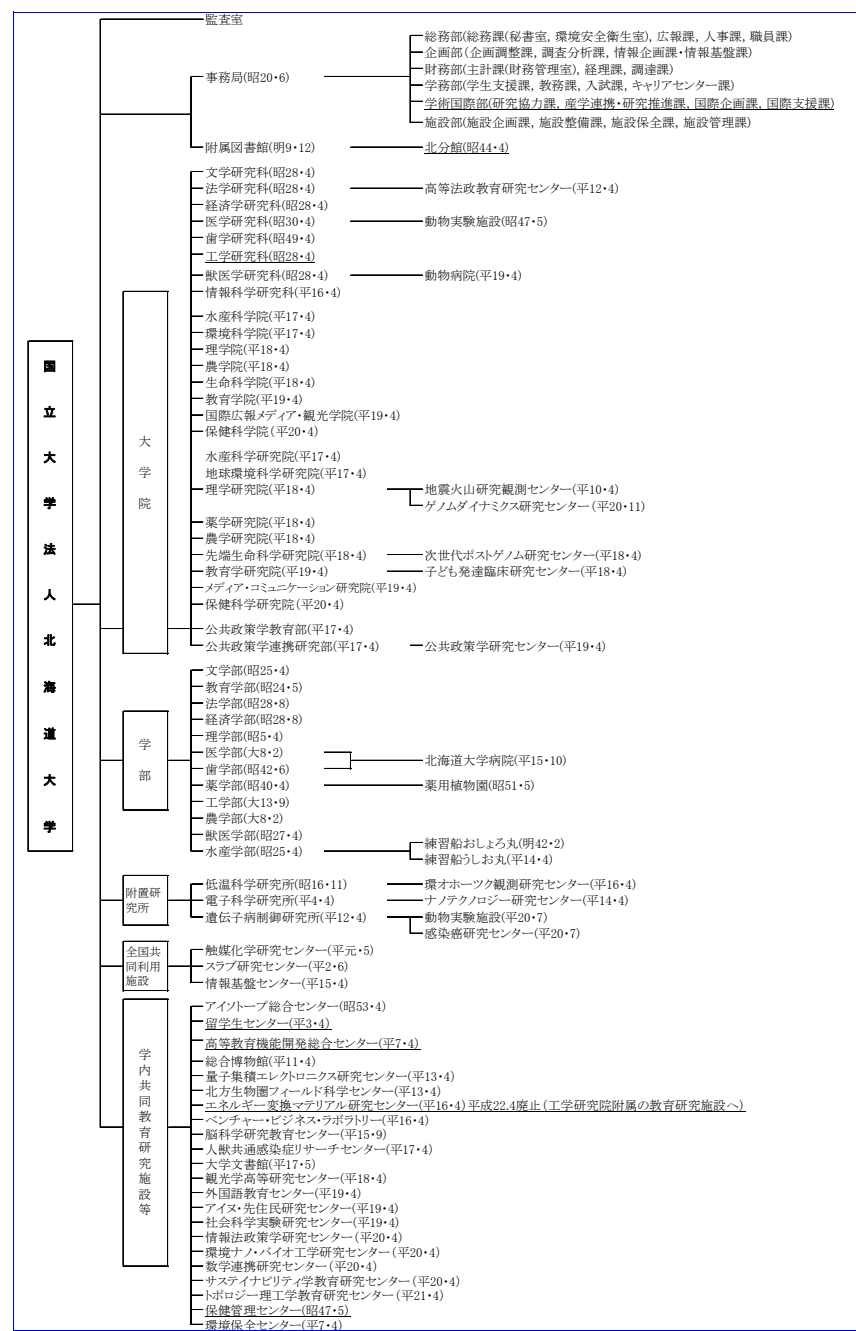 監査室
事務局(昭20・6)
総務部(総務課(秘書室, 環境安全衛生室), 広報課, 人事課, 職員課)
企画部(企画調整課, 調査分析課, 情報企画課・情報基盤課)
財務部(主計課(財務管理室), 経理課, 調達課)
学務部(学生支援課, 教務課, 入試課, キャリアセンター課)
学術国際部(研究協力課, 産学連携・研究推進課, 国際企画課, 国際支援課)
施設部(施設企画課, 施設整備課, 施設保全課, 施設管理課)
附属図書館(明9・12)
北分館(昭44・4)
国立大学法人北海道大学
大学院
文学研究科(昭28・4)
法学研究科(昭28・4)
高等法政教育研究センター(平12・4)
経済学研究科(昭28・4)
医学研究科(昭30・4)
動物実験施設(昭47・5)
歯学研究科(昭49・4)
工学研究科(昭28・4)
獣医学研究科(昭28・4)
動物病院(平19・4)
情報科学研究科(平16・4)
水産科学院(平17・4)
環境科学院(平17・4)
理学院(平18・4)
農学院(平18・4)
生命科学院(平18・4)
教育学院(平19・4)
国際広報メディア・観光学院(平19・4)
保健科学院(平20・4)
水産科学研究院(平17・4)
地球環境科学研究院(平17・4)
理学研究院(平18・4)
地震火山研究観測センター(平10・4)
ゲノムダイナミクス研究センター(平20・11)
薬学研究院(平18・4)
農学研究院(平18・4)
先端生命科学研究院(平18・4)
次世代ポストゲノム研究センター(平18・4)
教育学研究院(平19・4)
子ども発達臨床研究センター(平18・4)
メディア・コミュニケーション研究院(平19・4)
保健科学研究院(平20・4)
公共政策学教育部(平17・4)
公共政策学連携研究部(平17・4)
公共政策学研究センター(平19・4)
学部
文学部(昭25・4)
教育学部(昭24・5)
法学部(昭28・8)
経済学部(昭28・8)
理学部(昭5・4)
医学部(大8・2)
歯学部(昭42・6)
北海道大学病院(平15・10)
薬学部(昭40・4)
薬用植物園(昭51・5)
工学部(大13・9)
農学部(大8・2)
獣医学部(昭27・4)
水産学部(昭25・4)
練習船おしょろ丸(明42・2)
練習船うしお丸(平14・4)
附置研
究所
低温科学研究所(昭16・11)
環オホーツク観測研究センター(平16・4)
電子科学研究所(平4・4)
ナノテクノロジー研究センター(平14・4)
遺伝子病制御研究所(平12・4)
動物実験施設(平20・7)
感染癌研究センター(平20・7)
全国共
同利用
施設
触媒化学研究センター(平元・5)
スラブ研究センター(平2・6)
情報基盤センター(平15・4)
学内共同教育研究施設等
アイソトープ総合センター(昭53・4)
留学生センター(平3・4)
高等教育機能開発総合センター(平7・4)
総合博物館(平11・4)
量子集積エレクトロニクス研究センター(平13・4)
北方生物圏フィールド科学センター(平13・4)
エネルギー変換マテリアル研究センター(平16・4)平成22.4廃止(工学研究院附属の教育研究施設へ)
ベンチャー・ビジネス・ラボラトリー(平16・4)
脳科学研究教育センター(平15・9)
人獣共通感染症リサーチセンター(平17・4)
大学文書館(平17・5)
観光学高等研究センター(平18・4)
外国語教育センター(平19・4)
アイヌ・先住民研究センター(平19・4)
社会科学実験研究センター(平19・4)
情報法政策学研究センター(平20・4)
環境ナノ・バイオ工学研究センター(平20・4)
数学連携研究センター(平20・4)
サステイナビリティ学教育研究センター(平20・4)
トポロジー理工学教育研究センター(平21・4)
保健管理センター(昭47・5)
環境保全センター(平7・4)